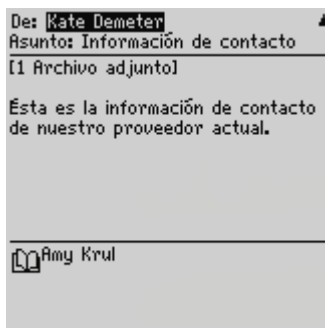 De: Kate Demeter
Asunto: Información de contacto
[1 Archivo adjunto]
Ésta es la información de contacto
de nuestro proveedor actual.
Amy Krul